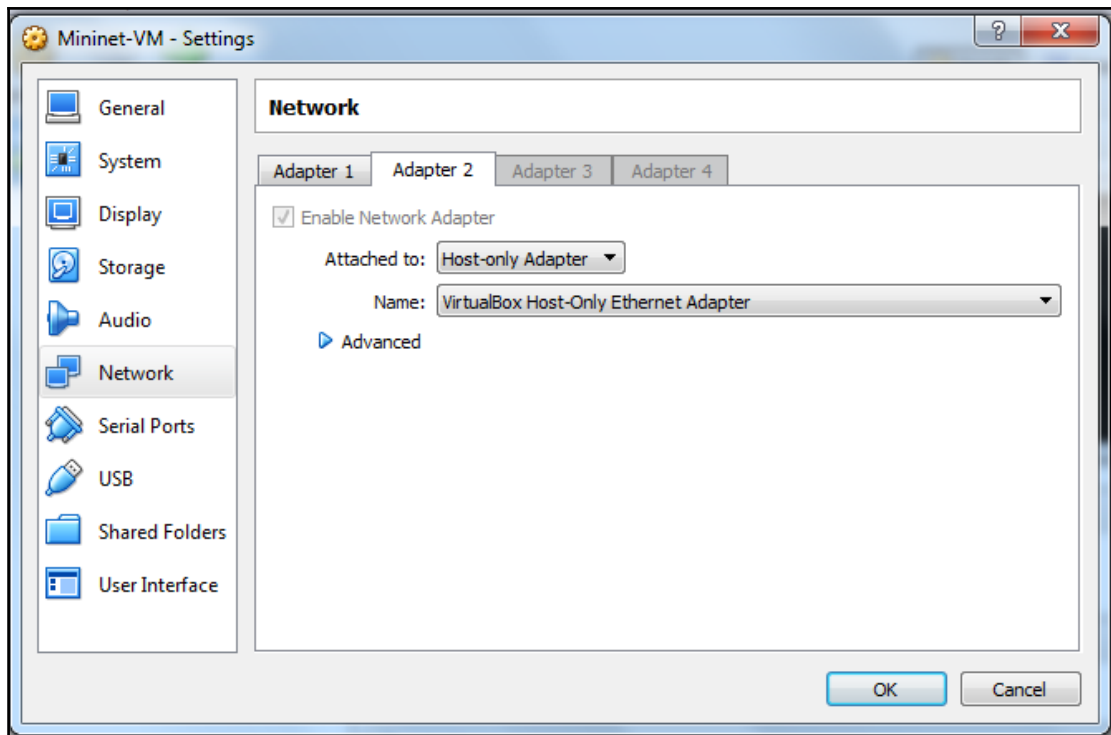 Mininet-VM - Settings
General
System
Display
Storage
Audio
Network
Serial Ports
USB
Shared Folders
User Interface
Network
Adapter 1 Adapter 2 Adapter 3 Adapter 4
Enable Network Adapter
Attached to: Host-only Adapter
Name: VirtualBox Host-Only Ethernet Adapter
Advanced
OK Cancel